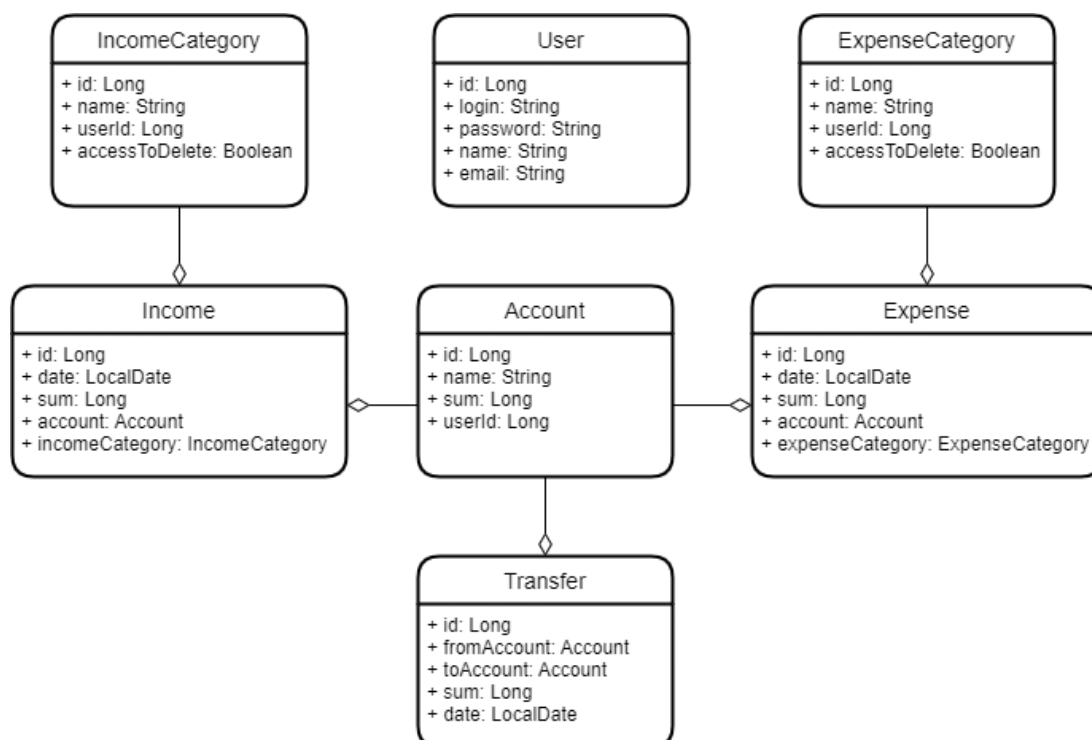 IncomeCategory
+ id: Long
+ name: String
+ userId: Long
+ accessToDelete: Boolean
User
+ id: Long
+ login: String
+ password: String
+ name: String
+ email: String
ExpenseCategory
+ id: Long
+ name: String
+ userId: Long
+ accessToDelete: Boolean
Income
+ id: Long
+ date: LocalDate
+ sum: Long
+ account: Account
+ incomeCategory: IncomeCategory
Account
+ id: Long
+ name: String
+ sum: Long
+ userId: Long
Expense
+ id: Long
+ date: LocalDate
+ sum: Long
+ account: Account
+ expenseCategory: ExpenseCategory
Transfer
+ id: Long
+ fromAccount: Account
+ toAccount: Account
+ sum: Long
+ date: LocalDate